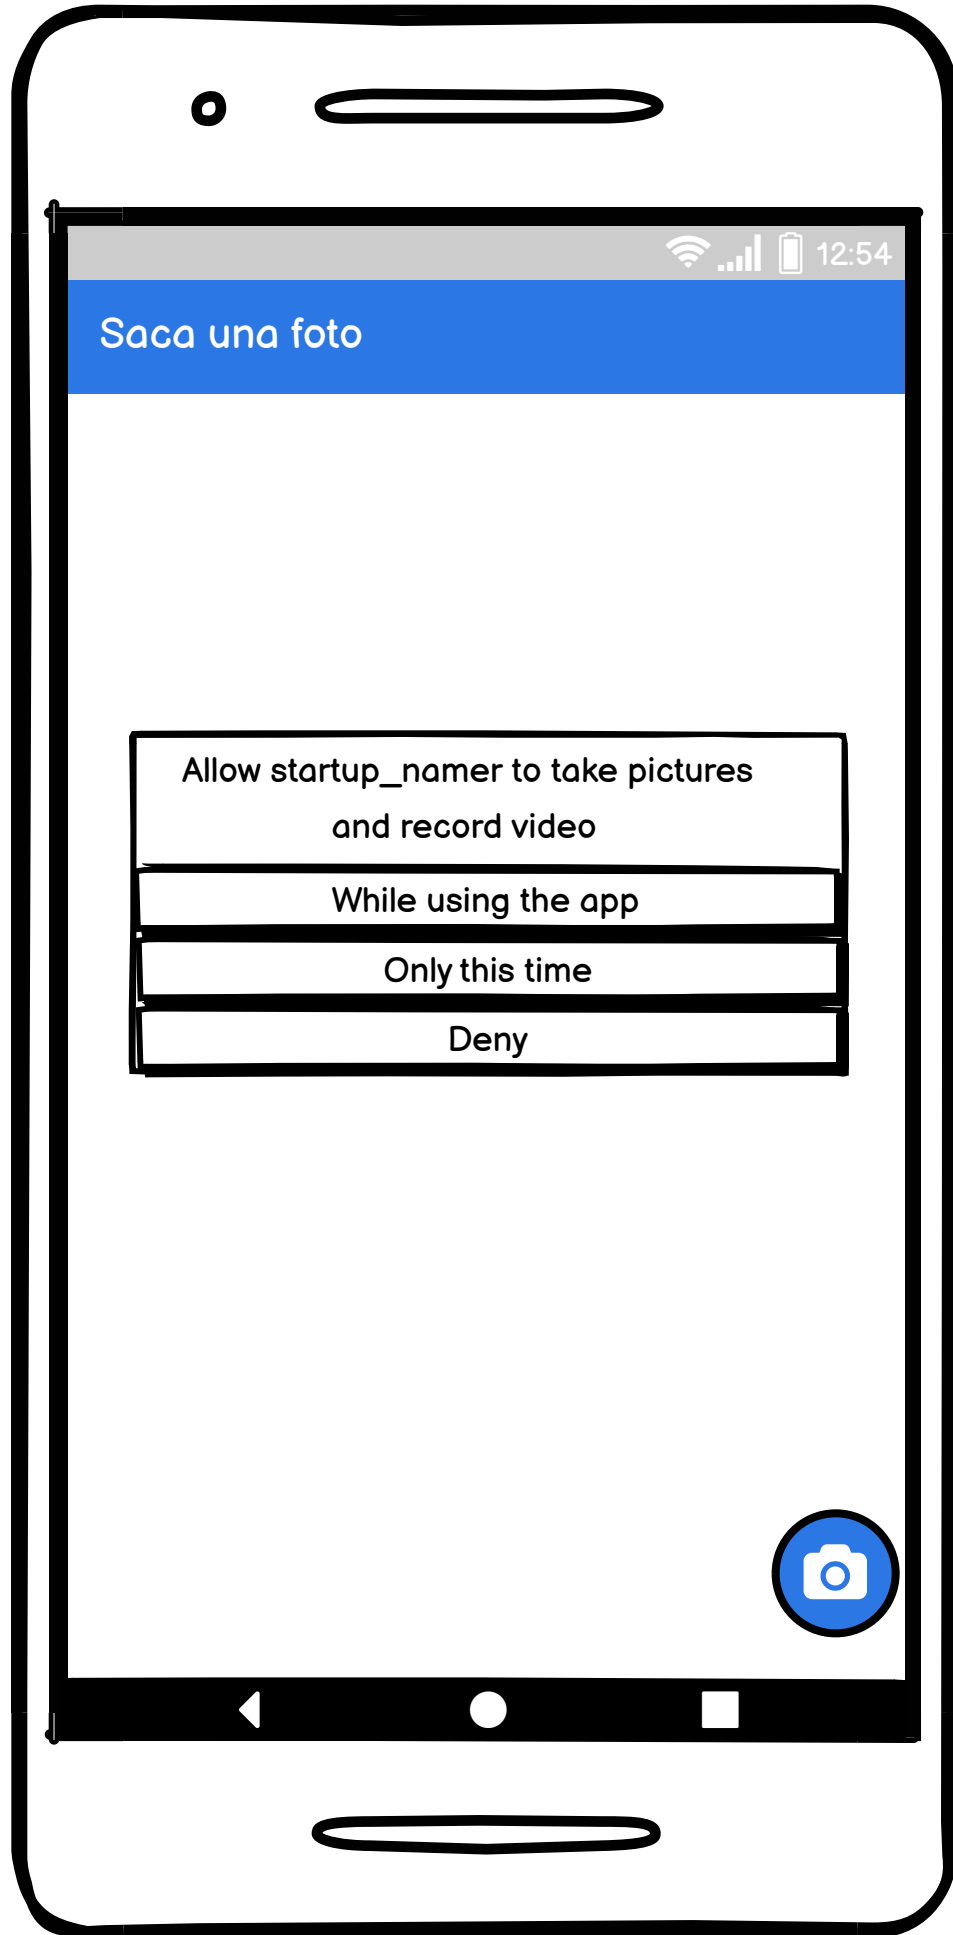 12:54
Saca una foto
Allow startup_namer to take pictures
and record video
While using the app
Only this time
Deny